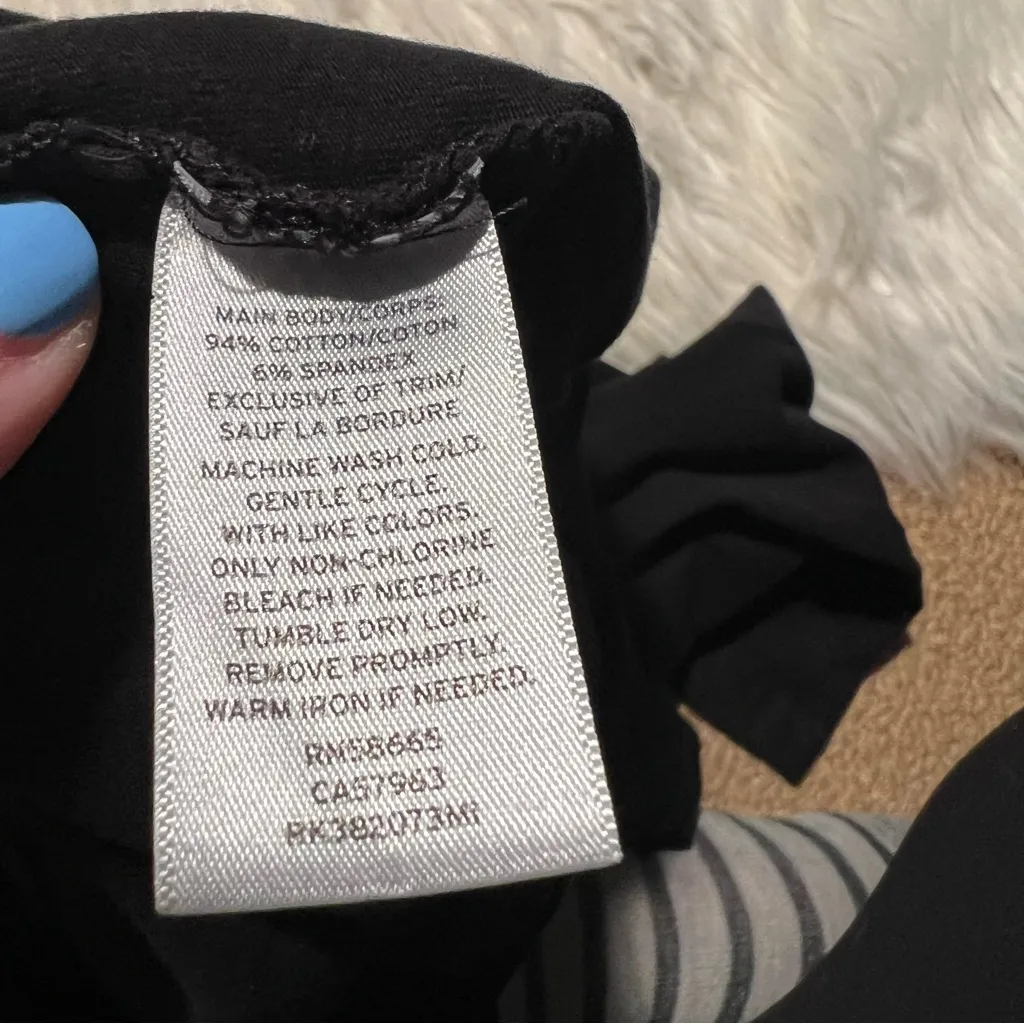 MAIN BODY/CORPS:
94% COTTON/COTON
6% SPANDEX
EXCLUSIVE OF TRIM/
SAUF LA BORDURE
MACHINE WASH COLD.
GENTLE CYCLE.
WITH LIKE COLORS.
ONLY NON-CHLORINE
BLEACH IF NEEDED.
TUMBLE DRY LOW.
REMOVE PROMPTLY.
WARM IRON IF NEEDED.
RN58665
CA57963
RK382073MI